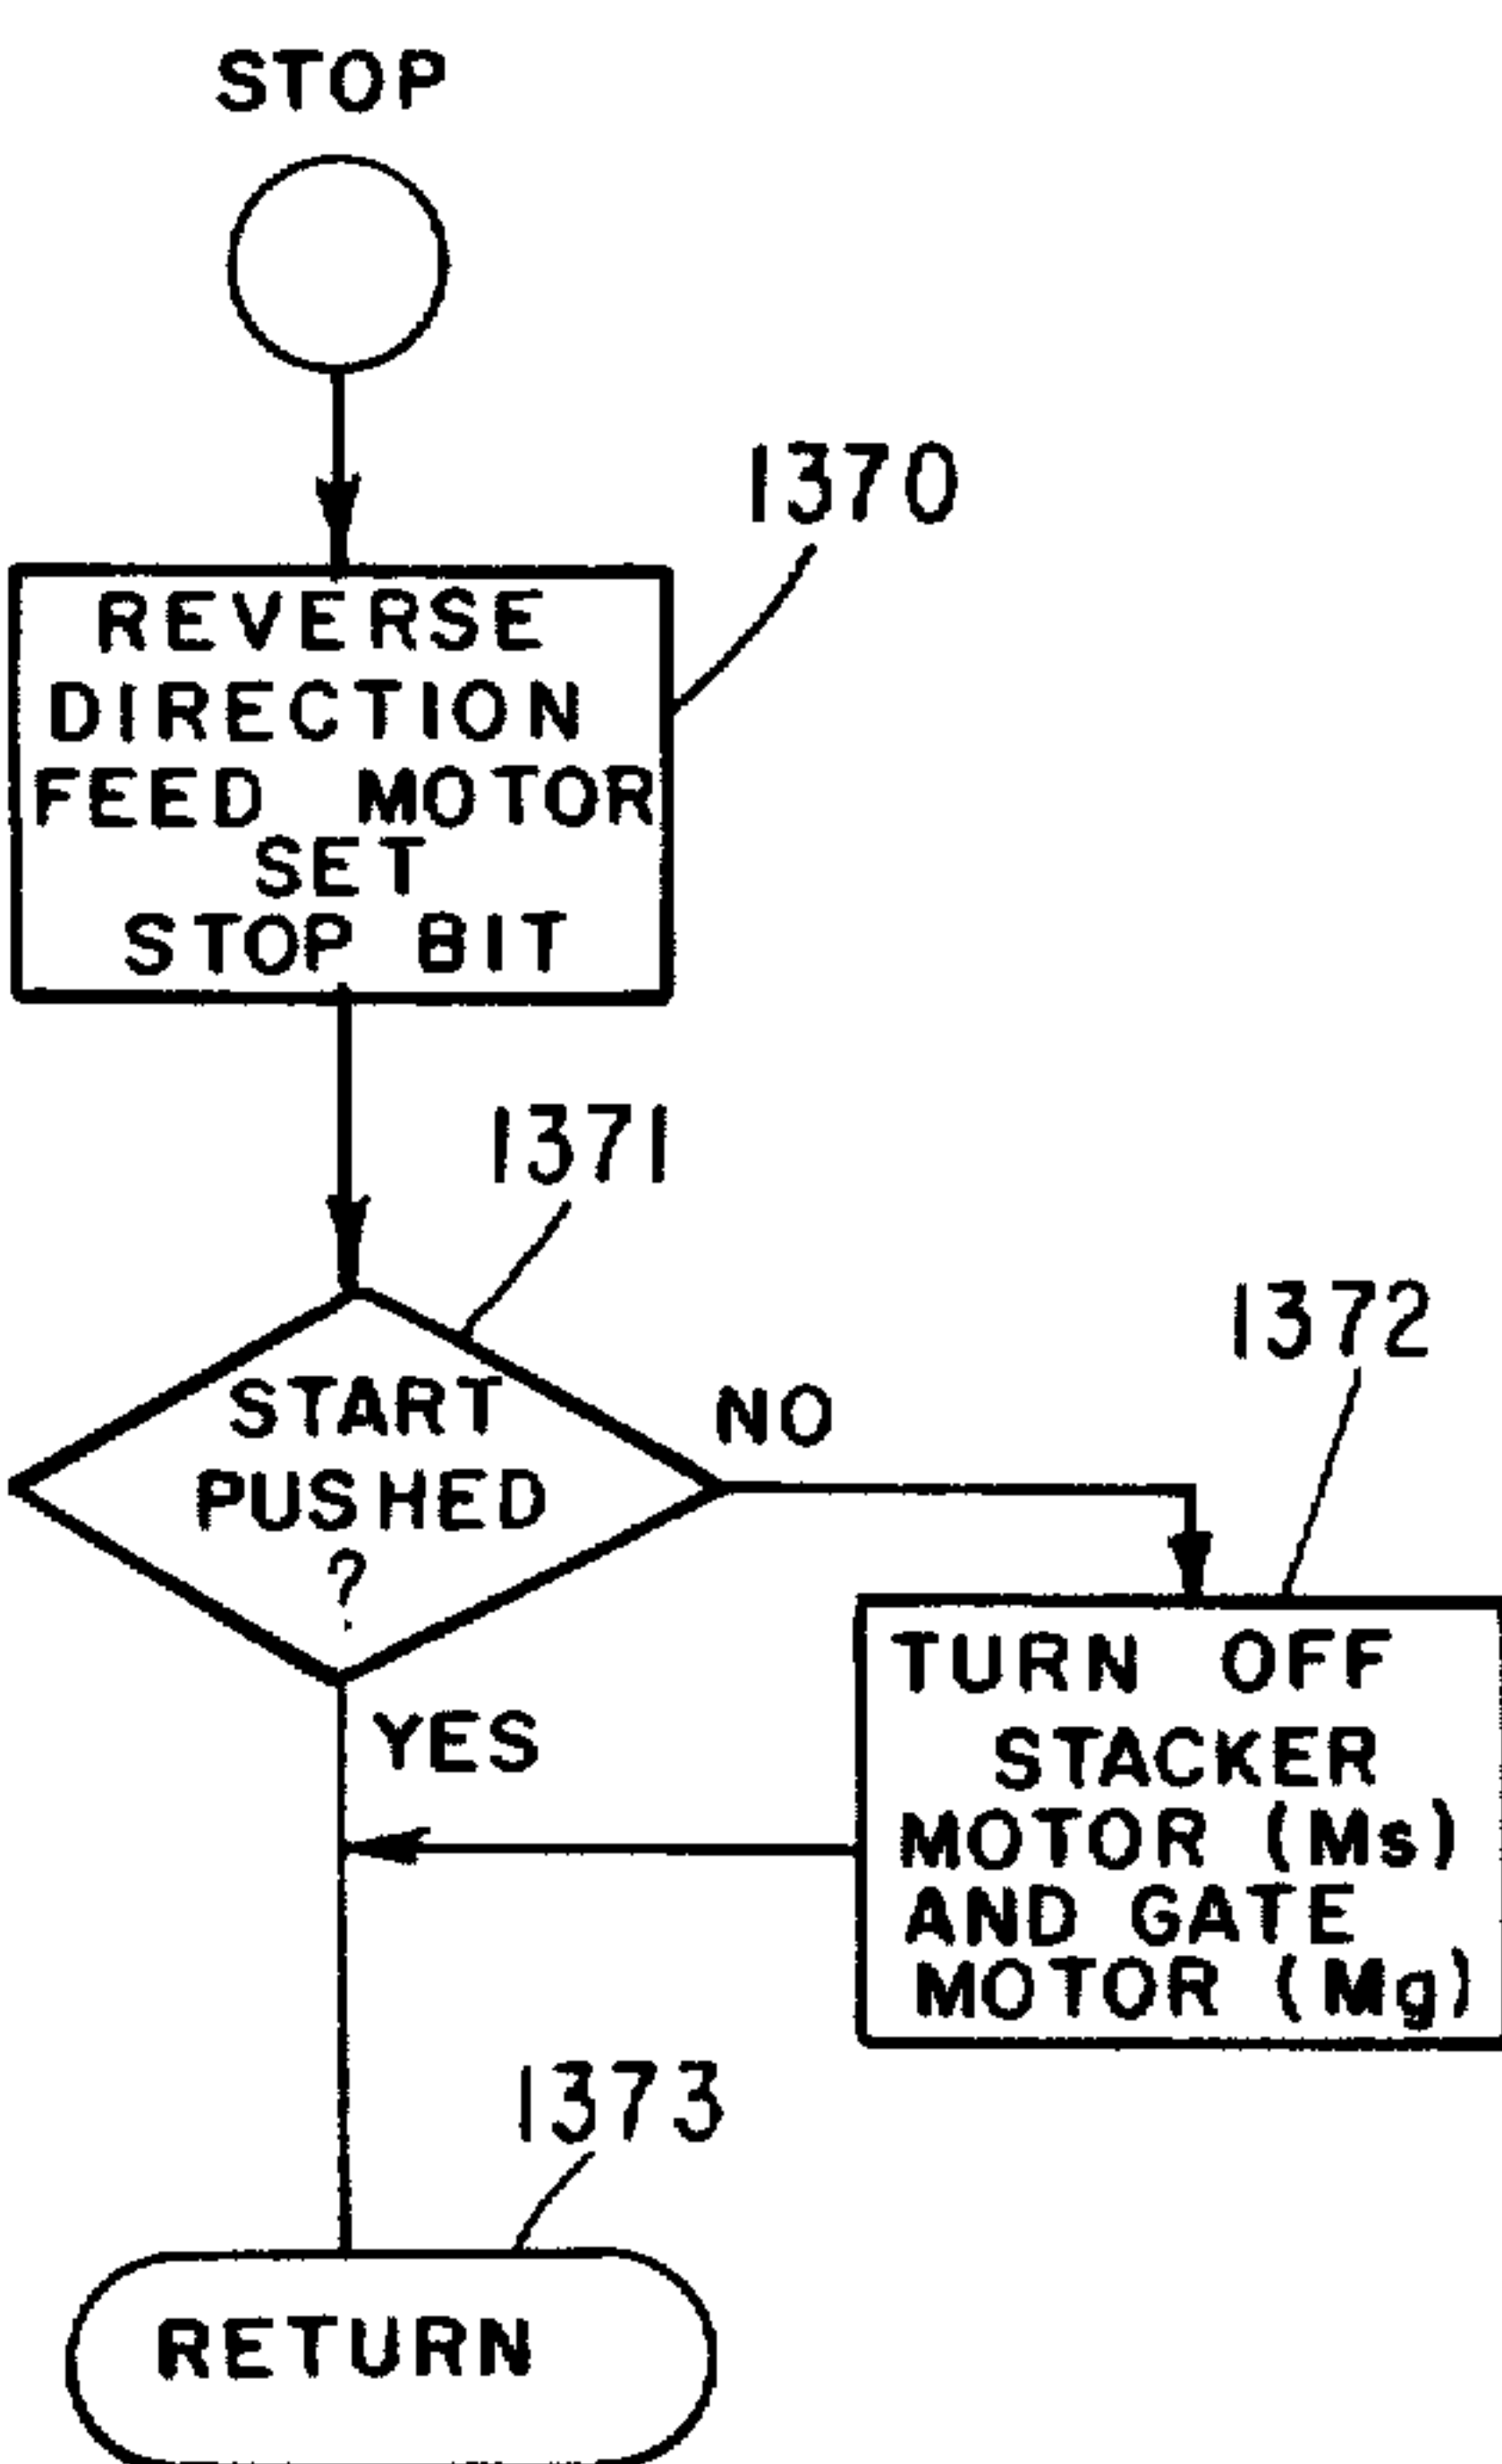 STOP
1370
REVERSE
DIRECTION
FEED MOTOR
SET
STOP BIT
1371
START
PUSHED
?
NO
1372
YES
TURN OFF
STACKER
MOTOR (Ms)
AND GATE
MOTOR (Mg)
1373
RETURN